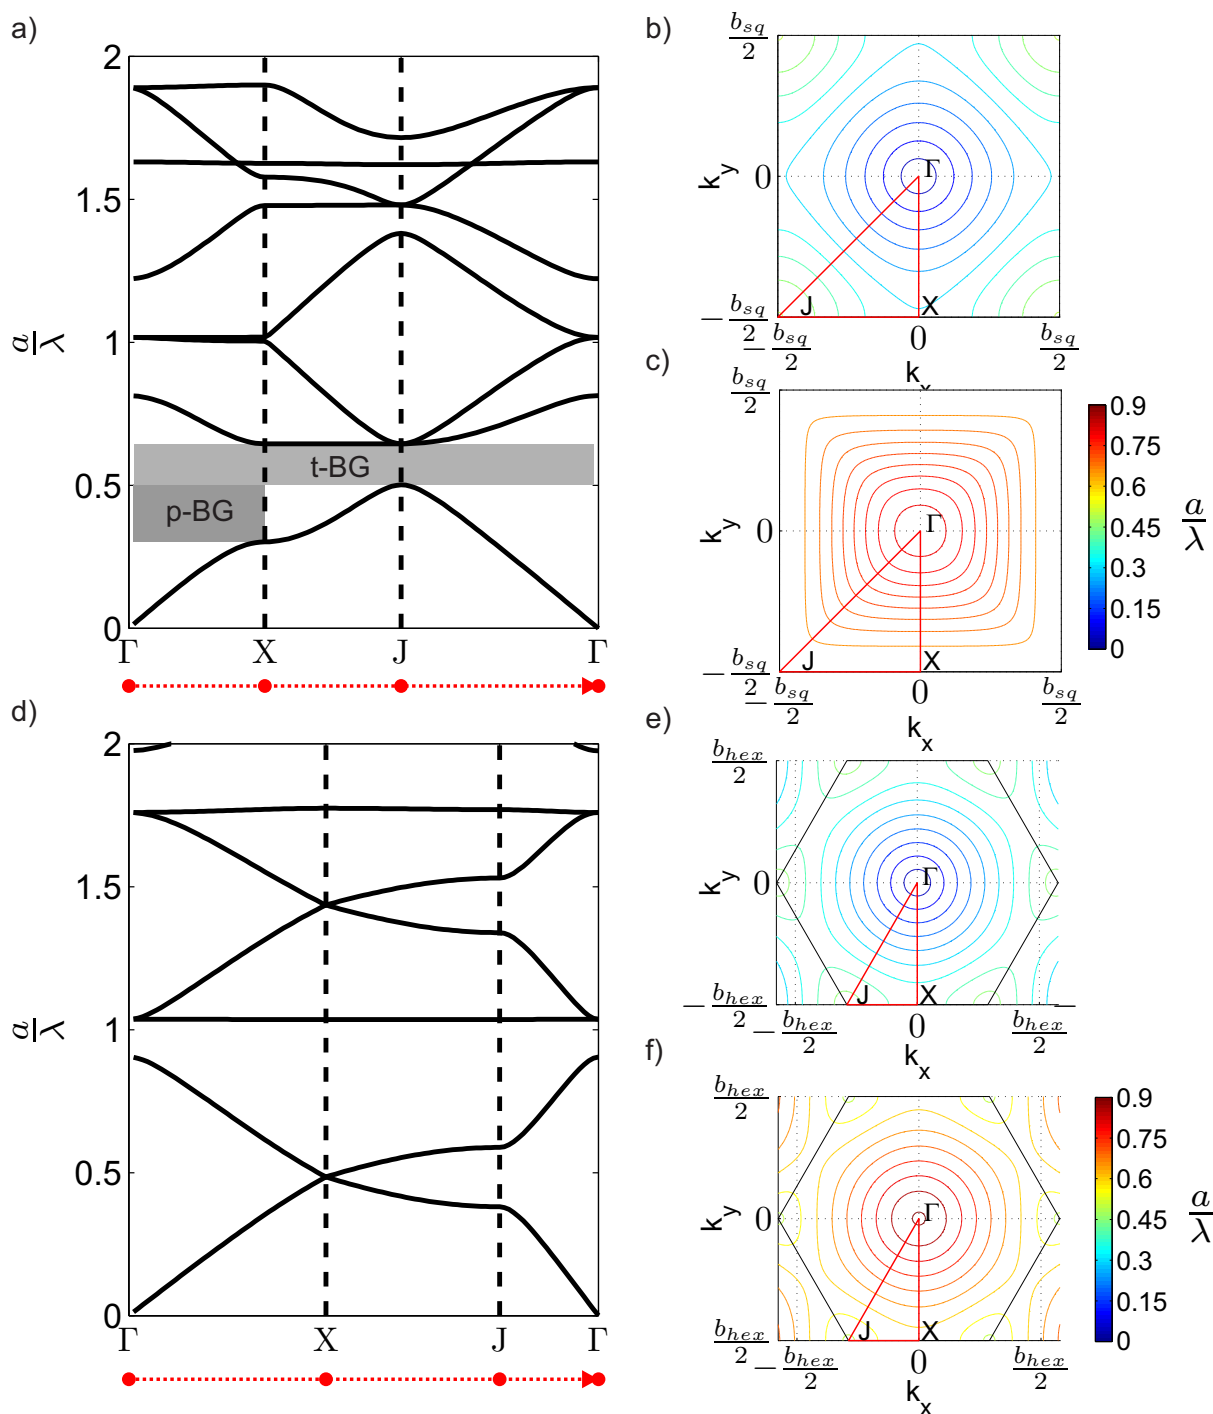 a)
2
1.5
1
0.5
0
a/λ
t-BG
p-BG
Γ X J Γ
b)
b_sq/2
0
−b_sq/2
k_y
Γ
J X
−b_sq/2 0 b_sq/2
k_x
c)
b_sq/2
0
−b_sq/2
k_y
Γ
J X
−b_sq/2 0 b_sq/2
k_x
0.9
0.75
0.6
0.45
0.3
0.15
0
a/λ
d)
2
1.5
1
0.5
0
a/λ
Γ X J Γ
e)
b_hex/2
0
−b_hex/2
k_y
Γ
J X
−b_hex/2 0 b_hex/2
−
k_x
f)
b_hex/2
0
b_hex/2
k_y
Γ
J X
−b_hex/2 0 b_hex/2
k_x
0.9
0.75
0.6
0.45
0.3
0.15
0
a/λ